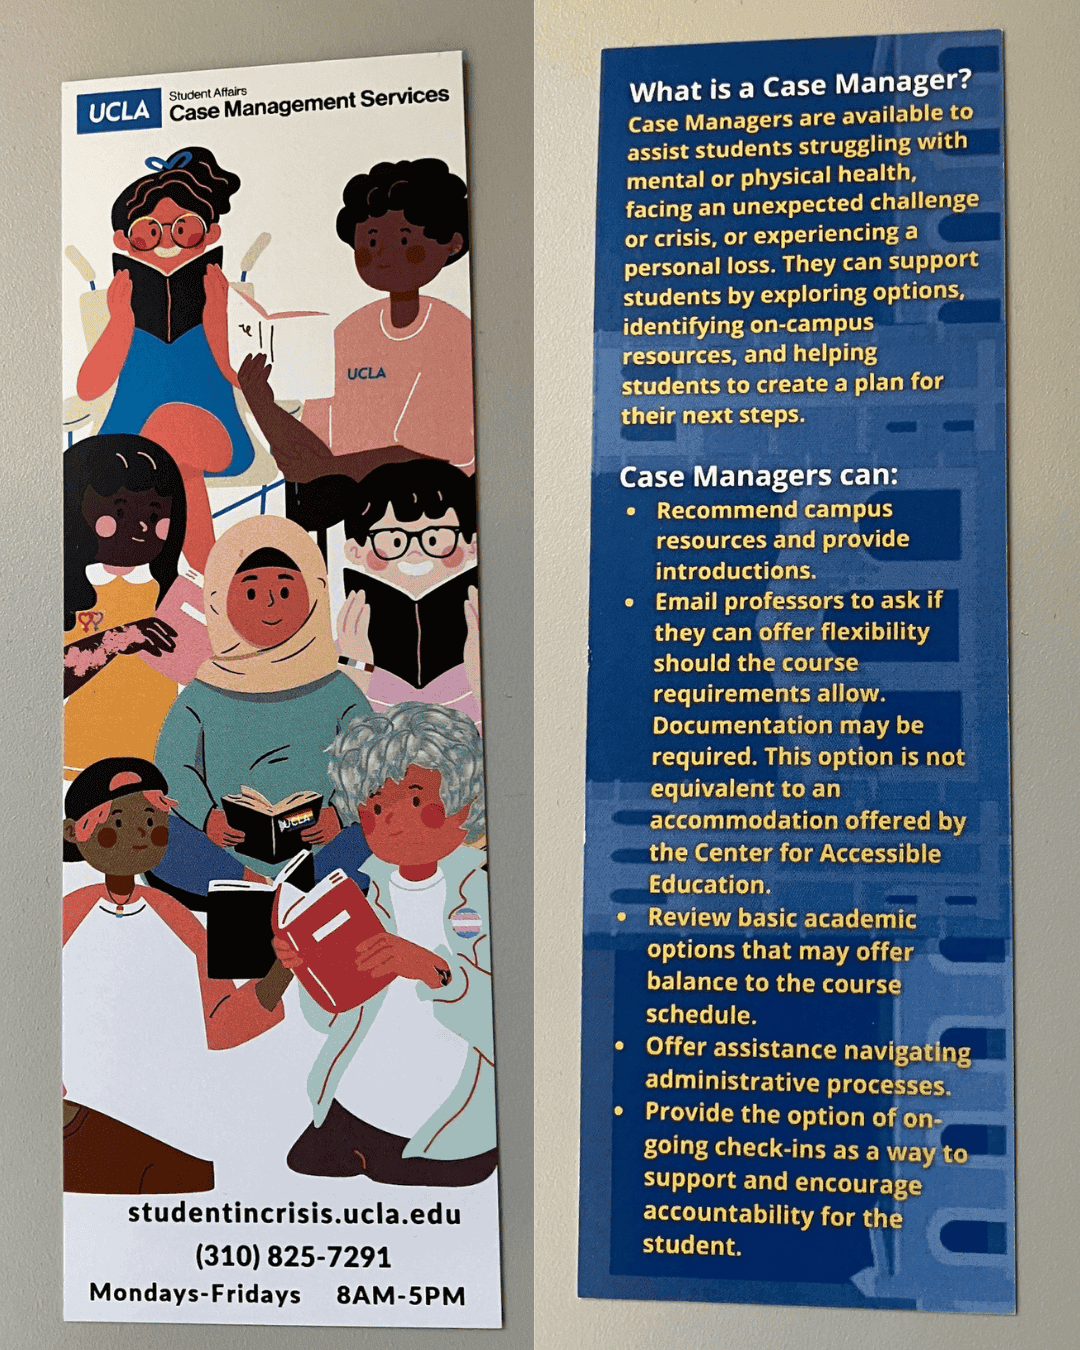 UCLA
Student Affairs
Case Management Services
UCLA
UCLA
studentincrisis.ucla.edu
(310) 825-7291
Mondays-Fridays 8AM-5PM
What is a Case Manager?
Case Managers are available to
assist students struggling with
mental or physical health,
facing an unexpected challenge
or crisis, or experiencing a
personal loss. They can support
students by exploring options,
identifying on-campus
resources, and helping
students to create a plan for
their next steps.
Case Managers can:
• Recommend campus
resources and provide
introductions.
• Email professors to ask if
they can offer flexibility
should the course
requirements allow.
Documentation may be
required. This option is not
equivalent to an
accommodation offered by
the Center for Accessible
Education.
• Review basic academic
options that may offer
balance to the course
schedule.
• Offer assistance navigating
administrative processes.
• Provide the option of on-
going check-ins as a way to
support and encourage
accountability for the
student.